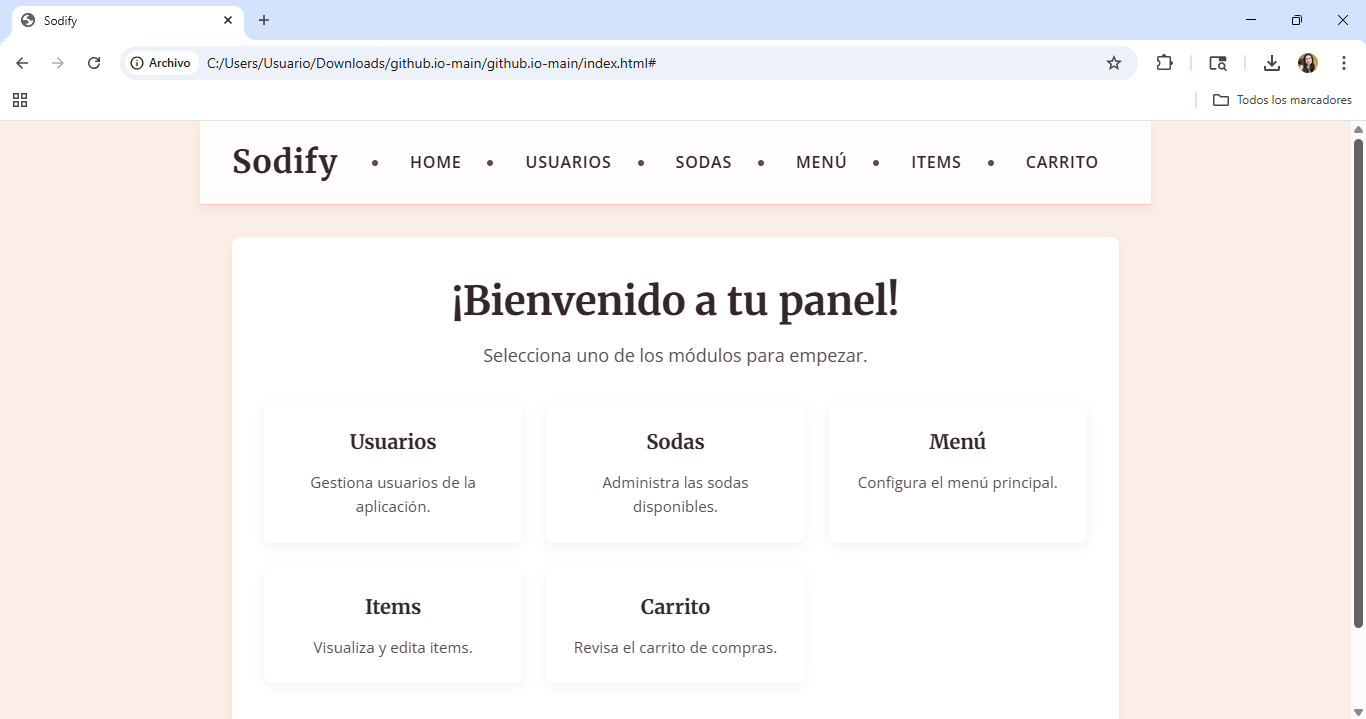 Sodify
Archivo
C:/Users/Usuario/Downloads/github.io-main/github.io-main/index.html#
Todos los marcadores
Sodify • HOME • USUARIOS • SODAS • MENÚ • ITEMS • CARRITO
¡Bienvenido a tu panel!
Selecciona uno de los módulos para empezar.
Usuarios
Gestiona usuarios de la
aplicación.
Sodas
Administra las sodas
disponibles.
Menú
Configura el menú principal.
Items
Visualiza y edita items.
Carrito
Revisa el carrito de compras.